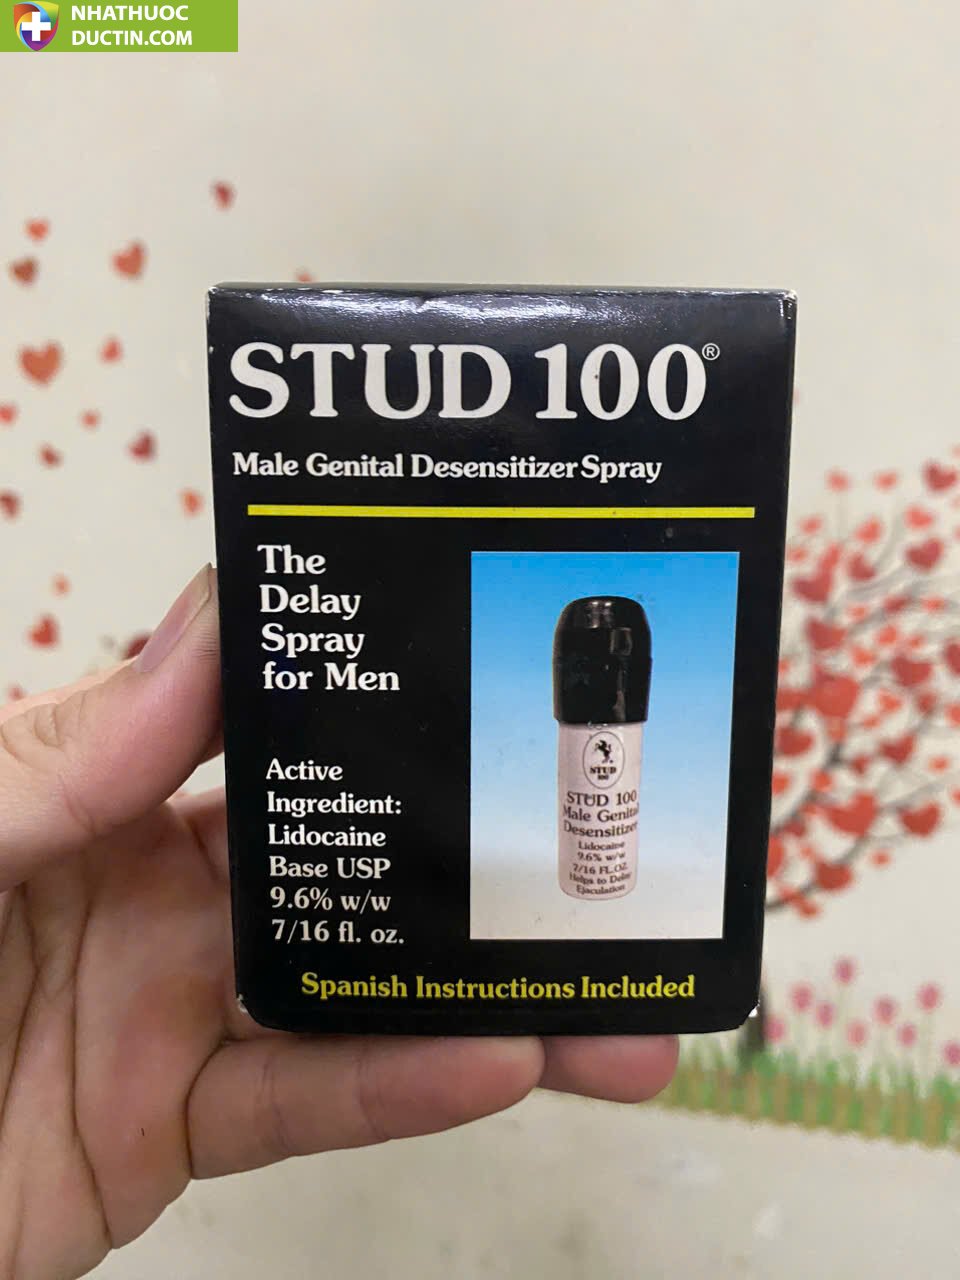 NHATHUOC
DUCTIN.COM
STUD 100®
Male Genital Desensitizer Spray
The
Delay
Spray
for Men
Active
Ingredient:
Lidocaine
Base USP
9.6% w/w
7/16 fl. oz.
STUD
100
STUD 100
Male Genital
Desensitizer
Lidocaine
9.6% w/w
7/16 FL.OZ.
Helps to Delay
Ejaculation
Spanish Instructions Included